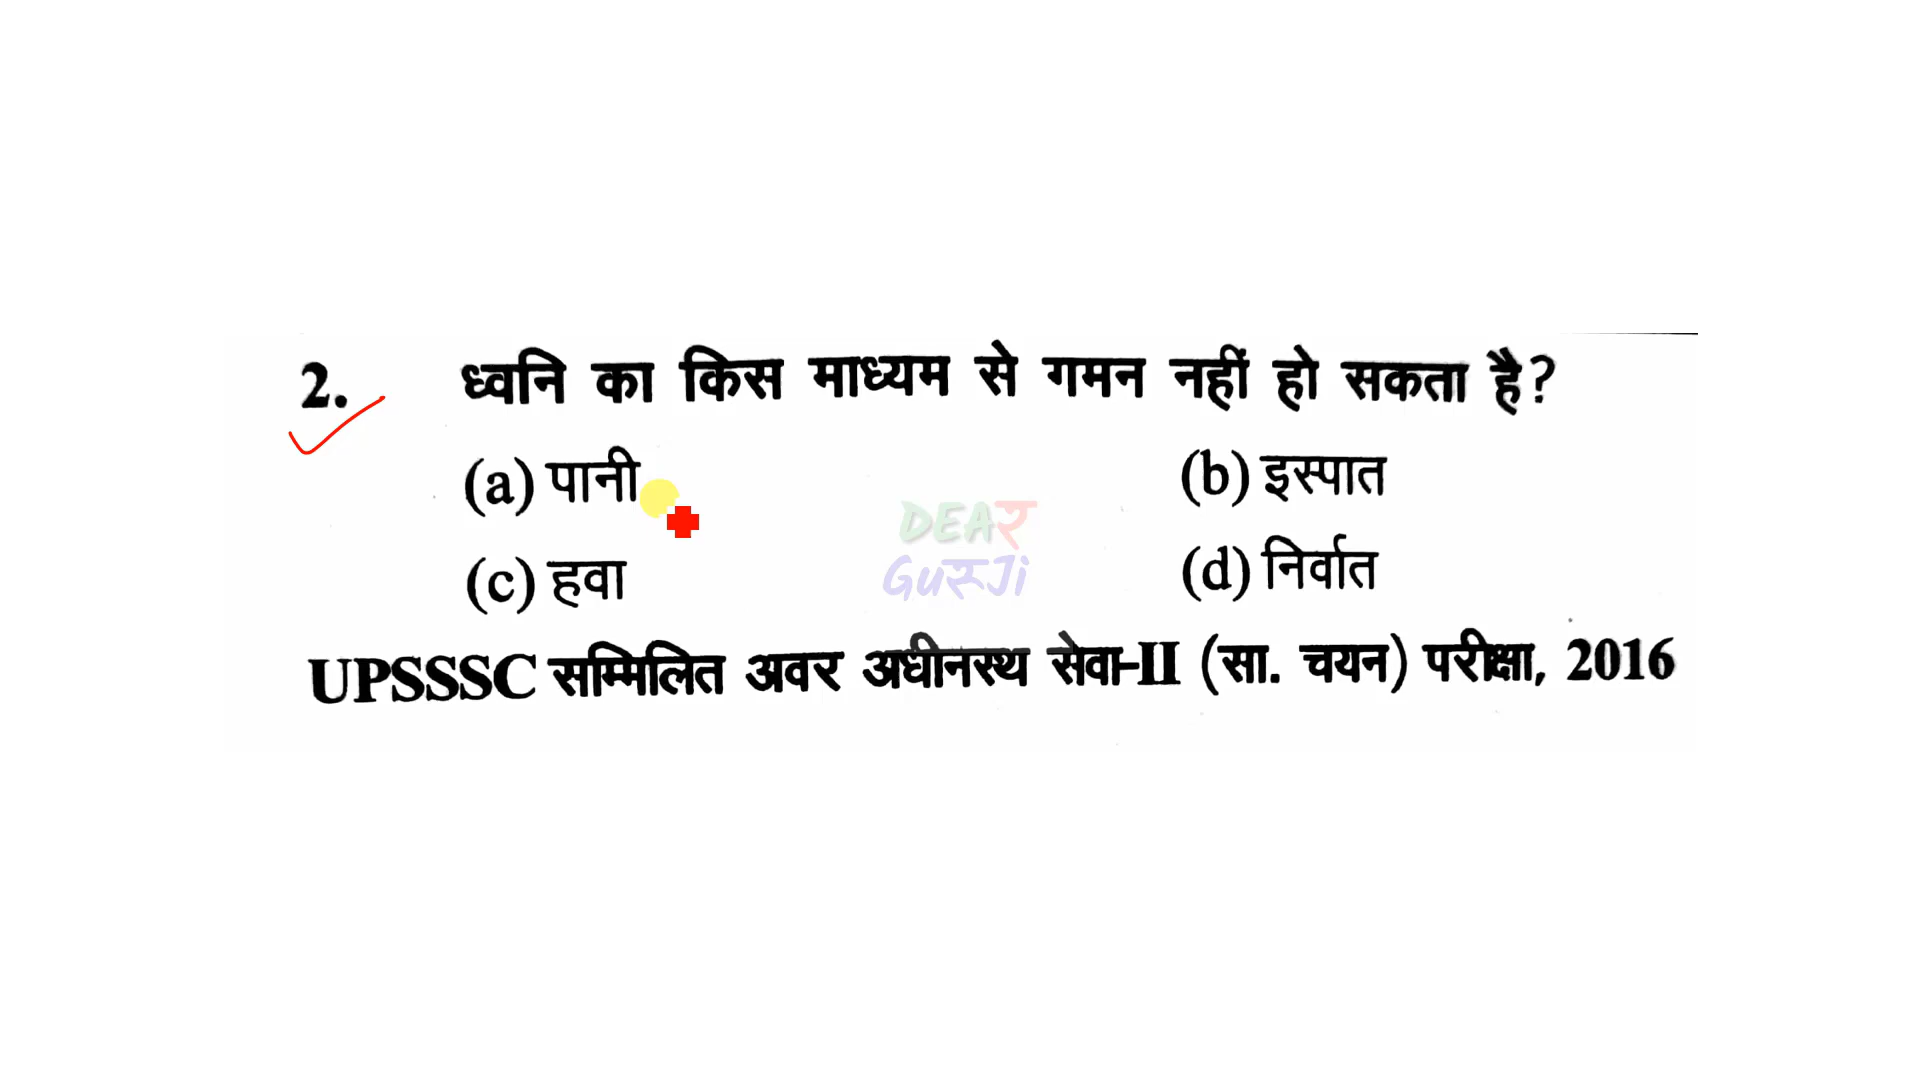 2. ध्वनि का किस माध्यम से गमन नहीं हो सकता है?
(a) पानी (b) इस्पात
(c) हवा (d) निर्वात
DEAR गुरुJi
UPSSSC सम्मिलित अवर अधीनस्थ सेवा-II (सा. चयन) परीक्षा, 2016